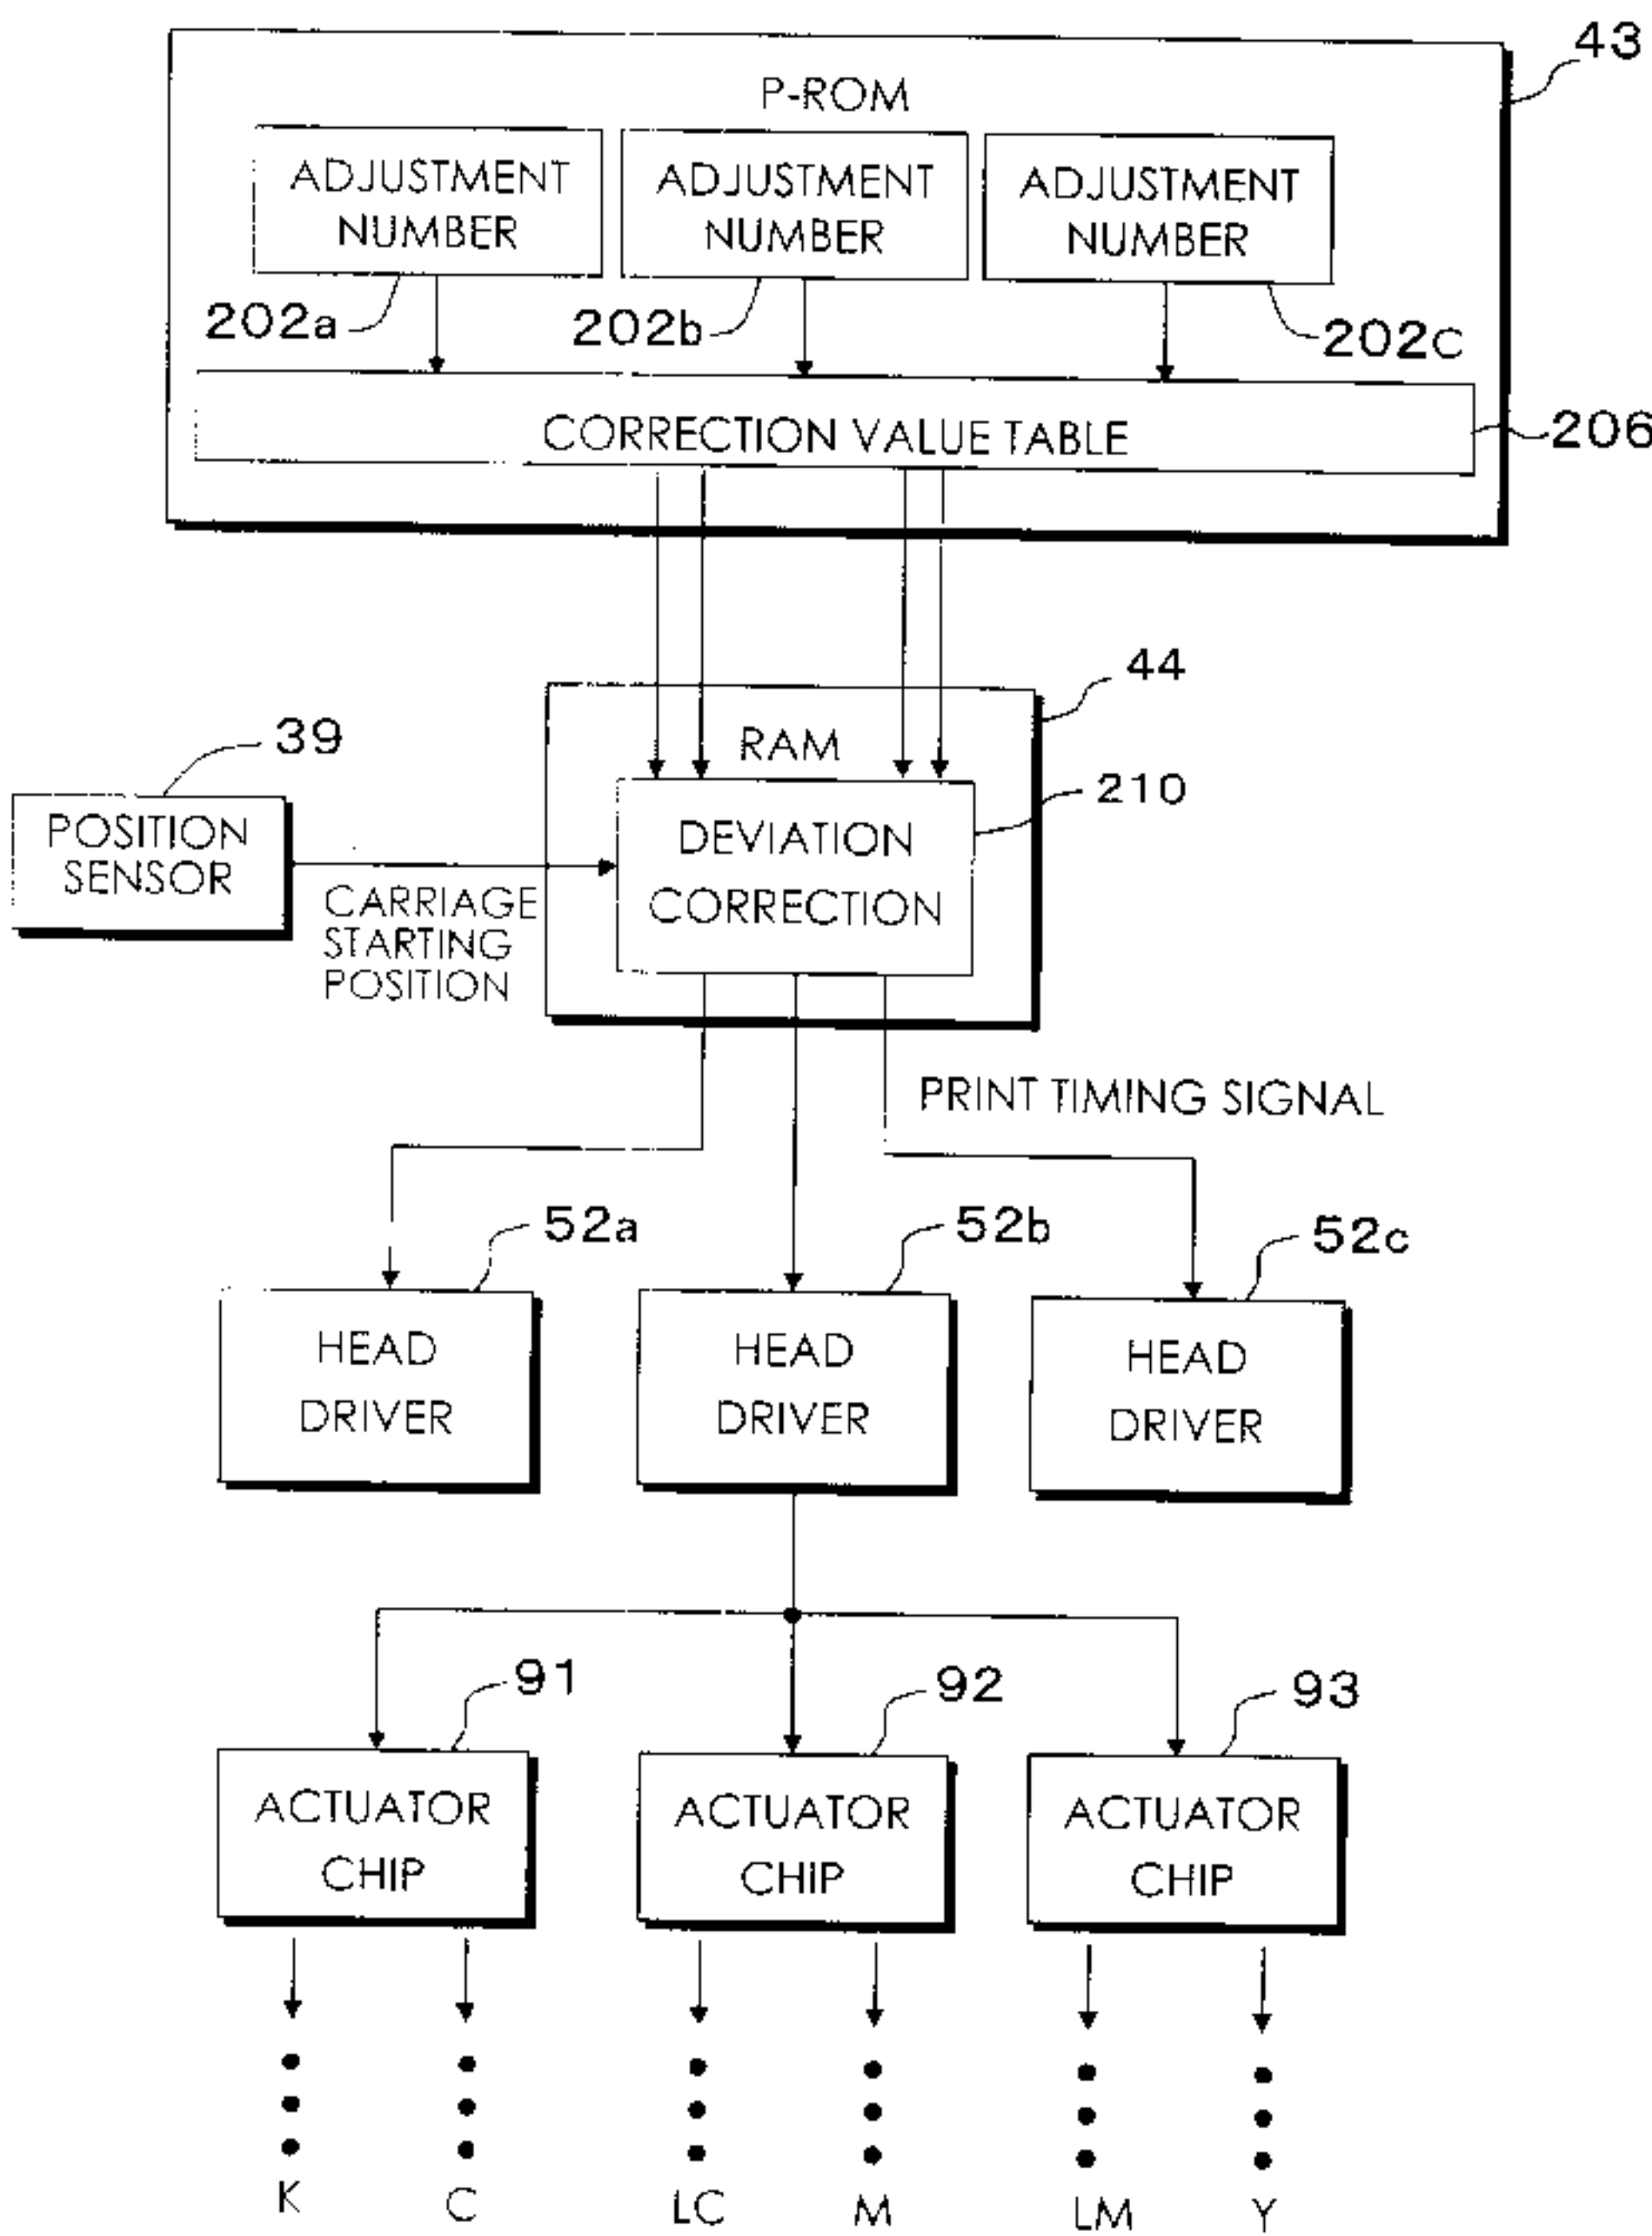 43
P-ROM
ADJUSTMENT NUMBER
ADJUSTMENT NUMBER
ADJUSTMENT NUMBER
202a
202b
202c
CORRECTION VALUE TABLE
206
44
RAM
39
POSITION
SENSOR
210
DEVIATION
CORRECTION
CARRIAGE
STARTING
POSITION
PRINT TIMING SIGNAL
52a
52b
52c
HEAD
DRIVER
HEAD
DRIVER
HEAD
DRIVER
91
92
93
ACTUATOR
CHIP
ACTUATOR
CHIP
ACTUATOR
CHIP
K
C
LC
M
LM
Y